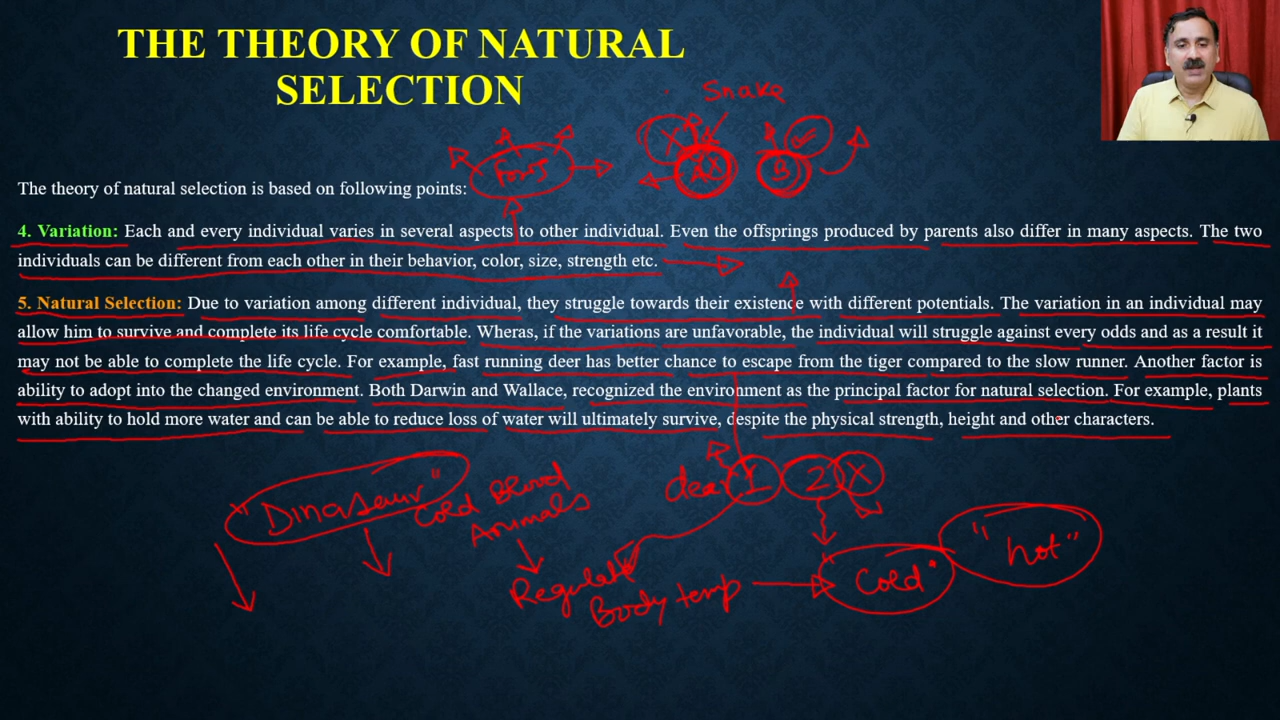 THE THEORY OF NATURAL
SELECTION
Snake
X
A X
B
The theory of natural selection is based on following points:
4. Variation: Each and every individual varies in several aspects to other individual. Even the offsprings produced by parents also differ in many aspects. The two
individuals can be different from each other in their behavior, color, size, strength etc.
5. Natural Selection: Due to variation among different individual, they struggle towards their existence with different potentials. The variation in an individual may
allow him to survive and complete its life cycle comfortable. Wheras, if the variations are unfavorable, the individual will struggle against every odds and as a result it
may not be able to complete the life cycle. For example, fast running deer has better chance to escape from the tiger compared to the slow runner. Another factor is
ability to adopt into the changed environment. Both Darwin and Wallace, recognized the environment as the principal factor for natural selection. For example, plants
with ability to hold more water and can be able to reduce loss of water will ultimately survive, despite the physical strength, height and other characters.
"Dinasaur"
Cold Blood
Animals
dear 1 2 X
Regulate
Body temp
"Cold"
"hot"